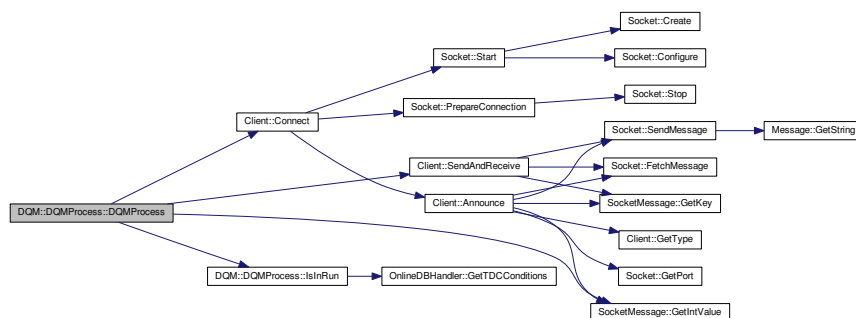 Socket::Create
Socket::Start
Socket::Configure
Socket::PrepareConnection
Socket::Stop
Client::Connect
Socket::SendMessage
Message::GetString
Client::SendAndReceive
Socket::FetchMessage
Client::Announce
SocketMessage::GetKey
DQM::DQMProcess::DQMProcess
Client::GetType
DQM::DQMProcess::IsInRun
OnlineDBHandler::GetTDCConditions
Socket::GetPort
SocketMessage::GetIntValue